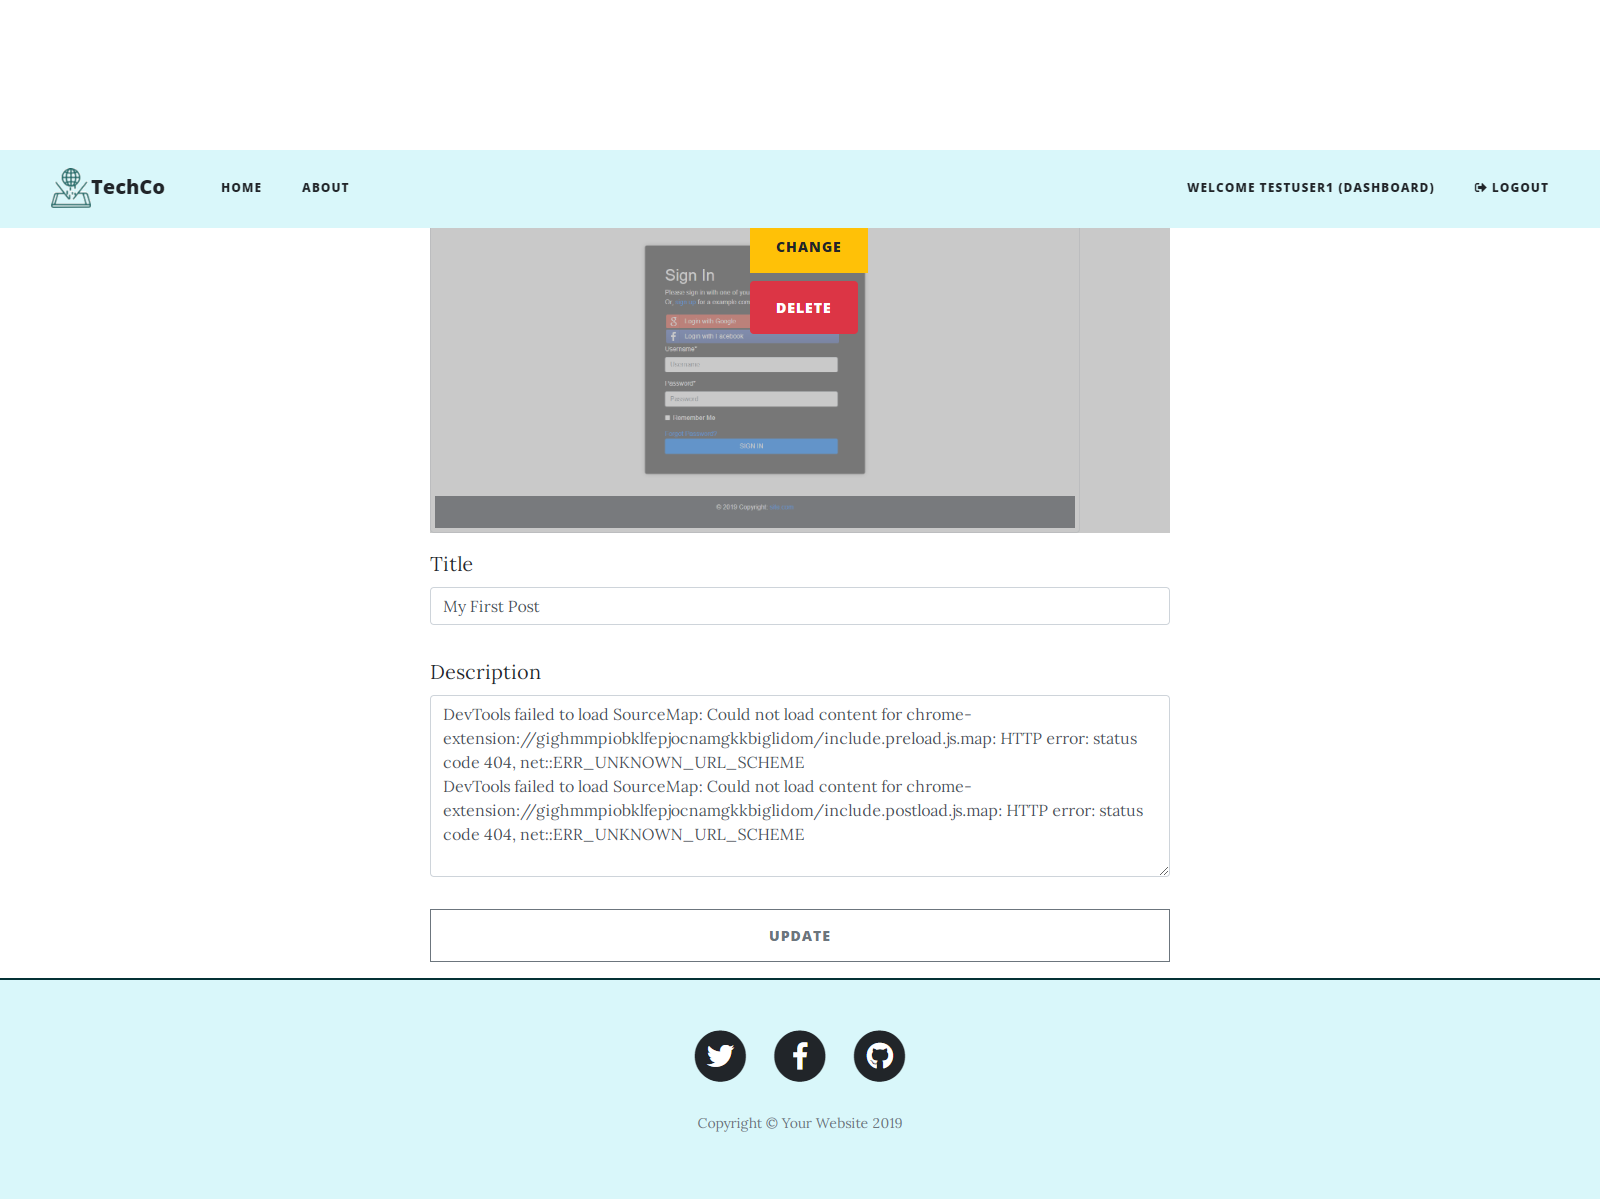 TechCo
HOME
ABOUT
WELCOME TESTUSER1 (DASHBOARD)
LOGOUT
CHANGE
DELETE
Sign In
Please sign in with one of your
Or, sign up for a
Login with Google
Login with Facebook
Username*
Username
Password*
Password
Remember Me
Forgot Password?
SIGN IN
© 2019 Copyright:
Title
My First Post
Description
DevTools failed to load SourceMap: Could not load content for chrome-
extension://gighmmpiobklfepjocnamgkkbiglidom/include.preload.js.map: HTTP error: status
code 404, net::ERR_UNKNOWN_URL_SCHEME
DevTools failed to load SourceMap: Could not load content for chrome-
extension://gighmmpiobklfepjocnamgkkbiglidom/include.postload.js.map: HTTP error: status
code 404, net::ERR_UNKNOWN_URL_SCHEME
UPDATE
Copyright © Your Website 2019